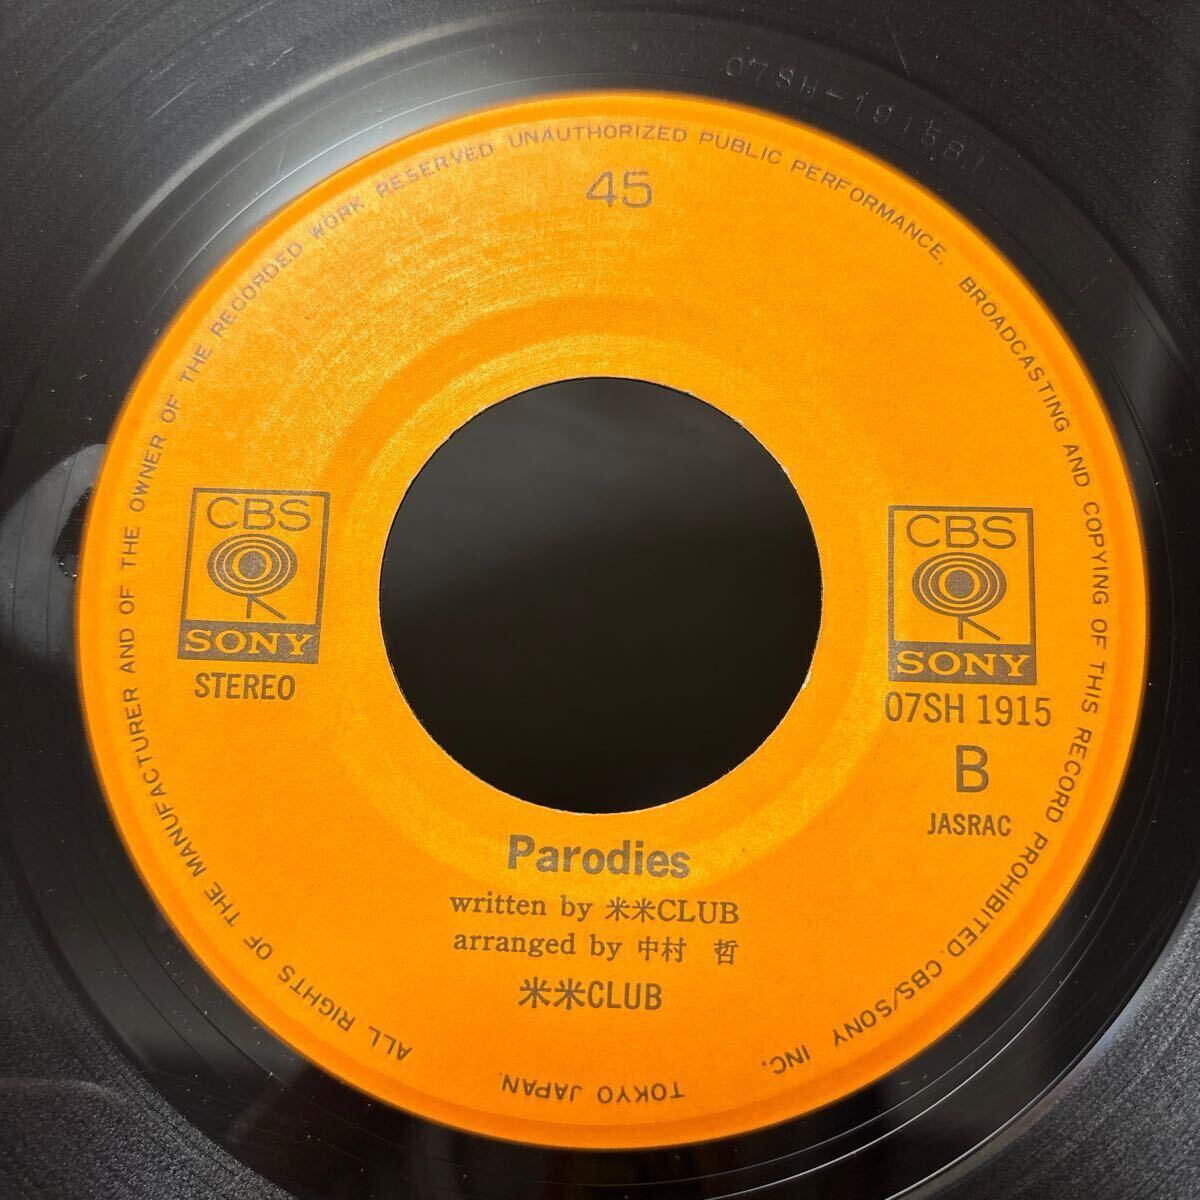 07SH-1915B1
ALL RIGHTS OF THE MANUFACTURER AND OF THE OWNER OF THE RECORDED WORK RESERVED UNAUTHORIZED PUBLIC PERFORMANCE, BROADCASTING AND COPYING OF THIS RECORD PROHIBITED. CBS/SONY INC.
TOKYO JAPAN.
45
CBS
SONY
STEREO
CBS
SONY
07SH 1915
B
JASRAC
Parodies
written by 米米CLUB
arranged by 中村 哲
米米CLUB